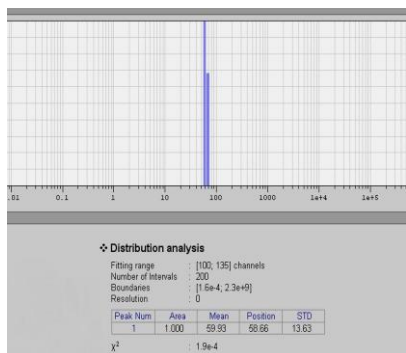 .01 0.1 1 10 100 1000 1e+4 1e+5
❖ Distribution analysis
Fitting range : [100; 135] channels
Number of Intervals : 200
Boundaries : [1.6e-4; 2.3e+9]
Resolution : 0
Peak Num Area Mean Position STD
1 1.000 59.93 58.66 13.63
χ² : 1.9e-4